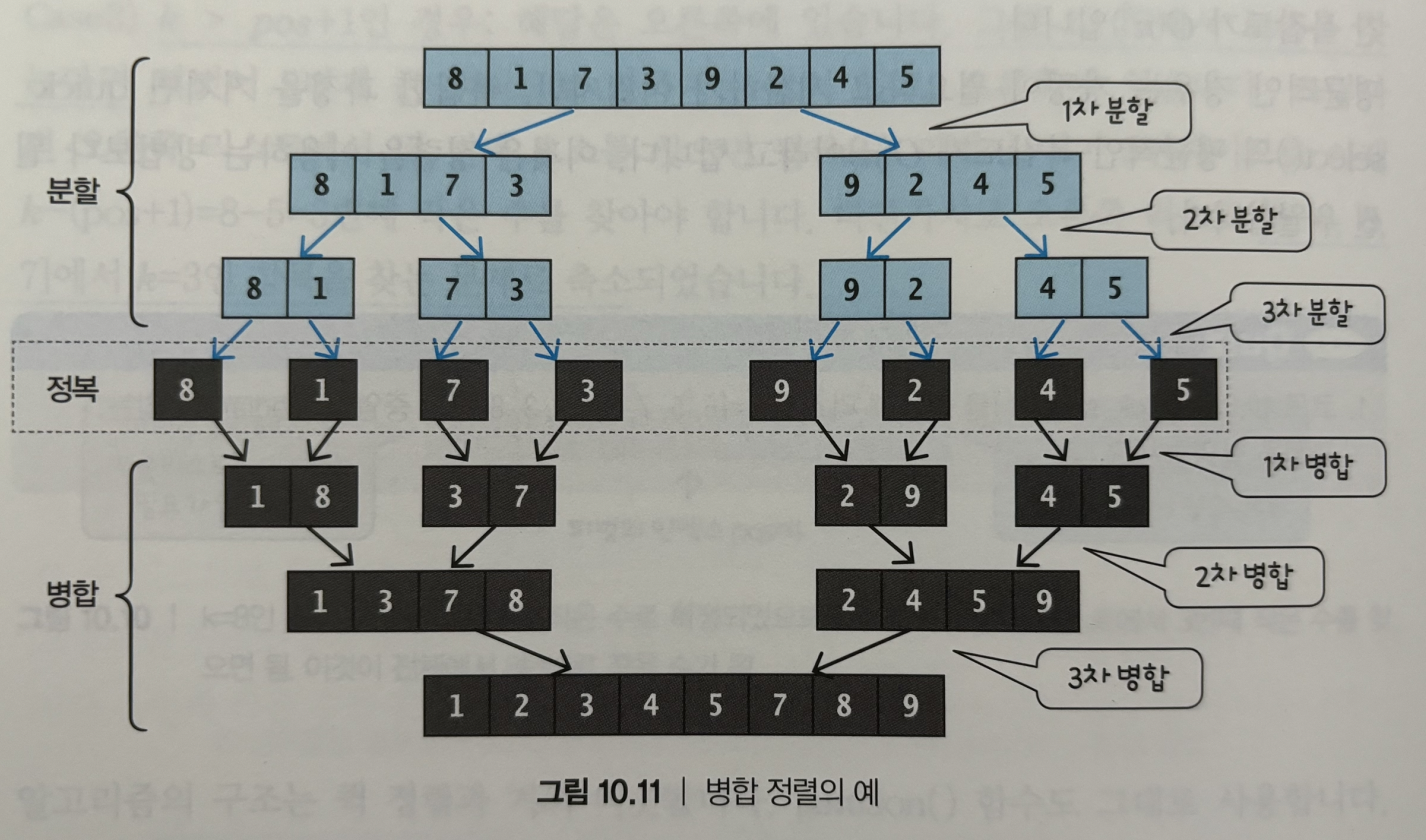 8 1 7 3 9 2 4 5
1차 분할
분할
8 1 7 3
9 2 4 5
2차 분할
8 1
7 3
9 2
4 5
3차 분할
정복
8
1
7
3
9
2
4
5
1차 병합
1 8
3 7
2 9
4 5
2차 병합
병합
1 3 7 8
2 4 5 9
3차 병합
1 2 3 4 5 7 8 9
그림 10.11 | 병합 정렬의 예